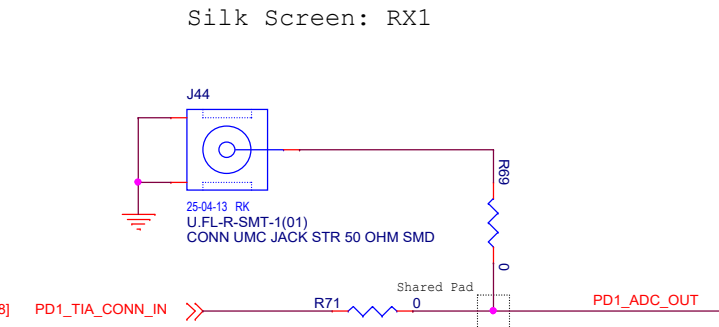 Silk Screen: RX1
J44
R69
25-04-13 RK
U.FL-R-SMT-1(01)
CONN UMC JACK STR 50 OHM SMD
0
Shared Pad
8] PD1_TIA_CONN_IN
R71
0
PD1_ADC_OUT